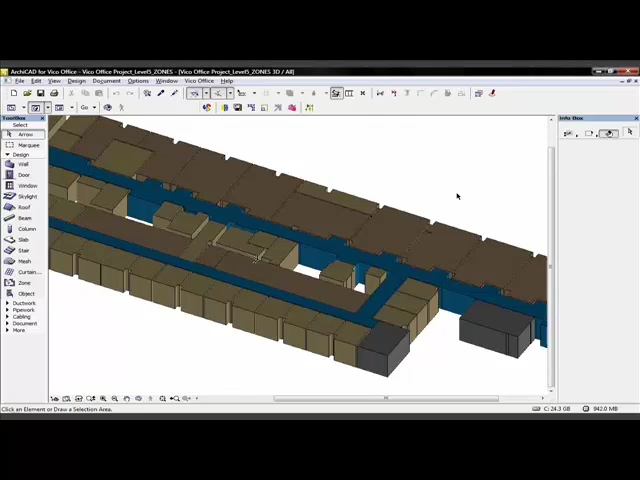 ArchiCAD for Vico Office - Vico Office Project_Level5_ZONES - [Vico Office Project_Level5_ZONES 3D / All]
File Edit View Design Document Options Window Vico Office Help
Go
ToolBox
Select
Arrow
Marquee
Design
Wall
Door
Window
Skylight
Roof
Beam
Column
Slab
Stair
Mesh
Curtain...
Zone
Object
Ductwork
Pipework
Cabling
Document
More
Info Box
Click an Element or Draw a Selection Area.
C: 24.3 GB
942.0 MB